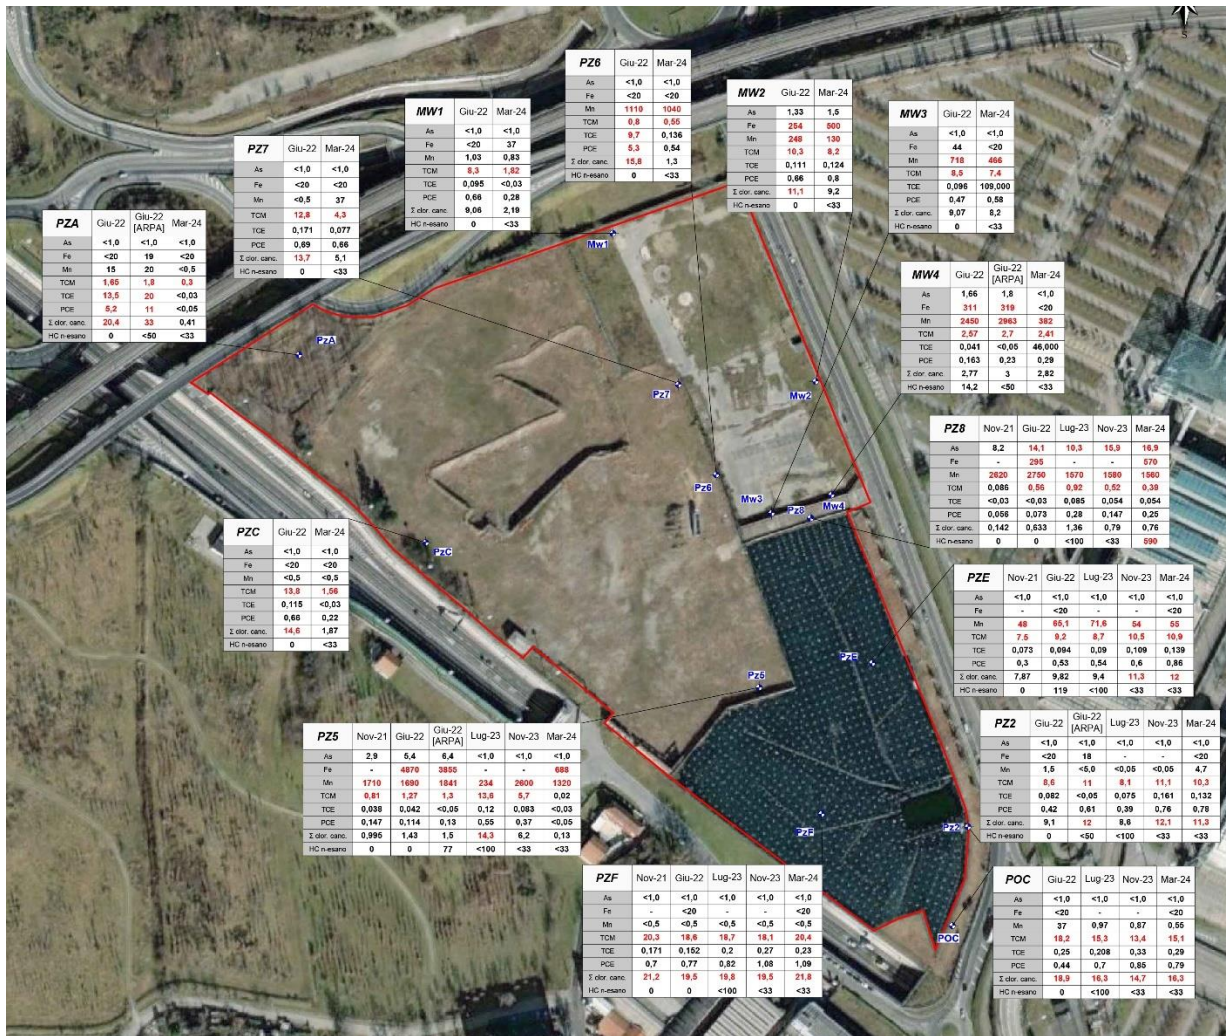 S
PZ6 Giu-22 Mar-24
As <1,0 <1,0
Fe <20 <20
Mn 1110 1040
TCM 0,8 0,55
TCE 9,7 0,136
PCE 5,3 0,54
Σ clor. canc. 15,8 1,3
HC n-esano 0 <33
MW2 Giu-22 Mar-24
As 1,33 1,5
Fe 254 500
Mn 248 130
TCM 10,3 8,2
TCE 0,111 0,124
PCE 0,66 0,8
Σ clor. canc. 11,1 9,2
HC n-esano 0 <33
MW1 Giu-22 Mar-24
As <1,0 <1,0
Fe <20 37
Mn 1,03 0,83
TCM 8,3 1,82
TCE 0,095 <0,03
PCE 0,66 0,28
Σ clor. canc. 9,06 2,19
HC n-esano 0 <33
MW3 Giu-22 Mar-24
As <1,0 <1,0
Fe 44 <20
Mn 718 466
TCM 8,5 7,4
TCE 0,096 109,000
PCE 0,47 0,58
Σ clor. canc. 9,07 8,2
HC n-esano 0 <33
PZ7 Giu-22 Mar-24
As <1,0 <1,0
Fe <20 <20
Mn <0,5 37
TCM 12,8 4,3
TCE 0,171 0,077
PCE 0,69 0,66
Σ clor. canc. 13,7 5,1
HC n-esano 0 <33
PZA Giu-22 Giu-22 [ARPA] Mar-24
As <1,0 <1,0 <1,0
Fe <20 19 <20
Mn 15 20 <0,5
TCM 1,65 1,8 0,3
TCE 13,5 20 <0,03
PCE 5,2 11 <0,05
Σ clor. canc. 20,4 33 0,41
HC n-esano 0 <50 <33
MW4 Giu-22 Giu-22 [ARPA] Mar-24
As 1,66 1,8 <1,0
Fe 311 319 <20
Mn 2450 2963 382
TCM 2,57 2,7 2,41
TCE 0,041 <0,05 46,000
PCE 0,163 0,23 0,29
Σ clor. canc. 2,77 3 2,82
HC n-esano 14,2 <50 <33
Mw1
PzA
Pz7
Mw2
Pz6
Mw3
Pz8
Mw4
PzC
PzE
Pz5
PzF
Pz2
POC
PZ8 Nov-21 Giu-22 Lug-23 Nov-23 Mar-24
As 8,2 14,1 10,3 15,9 16,9
Fe - 295 - - 570
Mn 2620 2750 1570 1580 1560
TCM 0,086 0,56 0,92 0,52 0,39
TCE <0,03 <0,03 0,085 0,054 0,054
PCE 0,056 0,073 0,28 0,147 0,25
Σ clor. canc. 0,142 0,633 1,36 0,79 0,76
HC n-esano 0 0 <100 <33 590
PZC Giu-22 Mar-24
As <1,0 <1,0
Fe <20 <20
Mn <0,5 <0,5
TCM 13,8 1,56
TCE 0,115 <0,03
PCE 0,66 0,22
Σ clor. canc. 14,6 1,87
HC n-esano 0 <33
PZE Nov-21 Giu-22 Lug-23 Nov-23 Mar-24
As <1,0 <1,0 <1,0 <1,0 <1,0
Fe - <20 - - <20
Mn 48 65,1 71,6 54 55
TCM 7,5 9,2 8,7 10,5 10,9
TCE 0,073 0,094 0,09 0,109 0,139
PCE 0,3 0,53 0,54 0,6 0,86
Σ clor. canc. 7,87 9,82 9,4 11,3 12
HC n-esano 0 119 <100 <33 <33
PZ5 Nov-21 Giu-22 Giu-22 [ARPA] Lug-23 Nov-23 Mar-24
As 2,9 5,4 6,4 <1,0 <1,0 <1,0
Fe - 4870 3855 - - 688
Mn 1710 1690 1841 234 2600 1320
TCM 0,81 1,27 1,3 13,6 5,7 0,02
TCE 0,038 0,042 <0,05 0,12 0,083 <0,03
PCE 0,147 0,114 0,13 0,55 0,37 <0,05
Σ clor. canc. 0,995 1,43 1,5 14,3 6,2 0,13
HC n-esano 0 0 77 <100 <33 <33
PZ2 Giu-22 Giu-22 [ARPA] Lug-23 Nov-23 Mar-24
As <1,0 <1,0 <1,0 <1,0 <1,0
Fe <20 18 - - <20
Mn 1,5 <5,0 <0,05 <0,05 4,7
TCM 8,6 11 8,1 11,1 10,3
TCE 0,082 <0,05 0,075 0,161 0,132
PCE 0,42 0,61 0,39 0,76 0,78
Σ clor. canc. 9,1 12 8,6 12,1 11,3
HC n-esano 0 <50 <100 <33 <33
PZF Nov-21 Giu-22 Lug-23 Nov-23 Mar-24
As <1,0 <1,0 <1,0 <1,0 <1,0
Fe - <20 - - <20
Mn <0,5 <0,5 <0,5 <0,5 <0,5
TCM 20,3 18,6 18,7 18,1 20,4
TCE 0,171 0,152 0,2 0,27 0,23
PCE 0,7 0,77 0,82 1,08 1,09
Σ clor. canc. 21,2 19,5 19,8 19,5 21,8
HC n-esano 0 0 <100 <33 <33
POC Giu-22 Lug-23 Nov-23 Mar-24
As <1,0 <1,0 <1,0 <1,0
Fe <20 - - <20
Mn 37 0,97 0,87 0,55
TCM 18,2 15,3 13,4 15,1
TCE 0,25 0,208 0,33 0,29
PCE 0,44 0,7 0,85 0,79
Σ clor. canc. 18,9 16,3 14,7 16,3
HC n-esano 0 <100 <33 <33